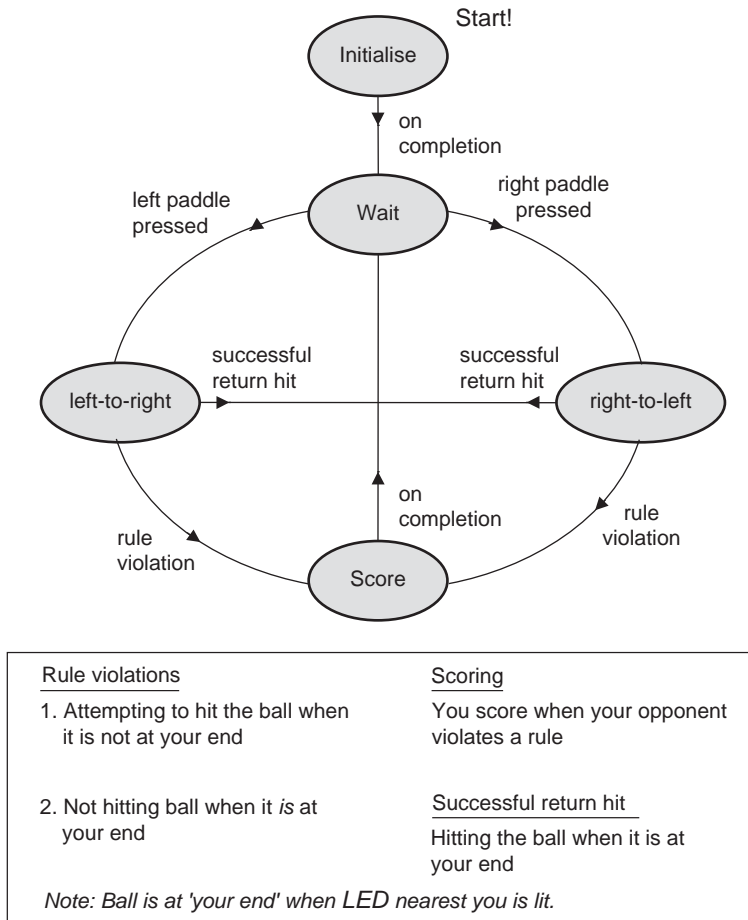 Start!
Initialise
on
completion
left paddle
pressed
Wait
right paddle
pressed
successful
return hit
successful
return hit
left-to-right
right-to-left
rule
violation
on
completion
rule
violation
Score
Rule violations
1. Attempting to hit the ball when
it is not at your end
2. Not hitting ball when it is at
your end
Scoring
You score when your opponent
violates a rule
Successful return hit
Hitting the ball when it is at
your end
Note: Ball is at 'your end' when LED nearest you is lit.